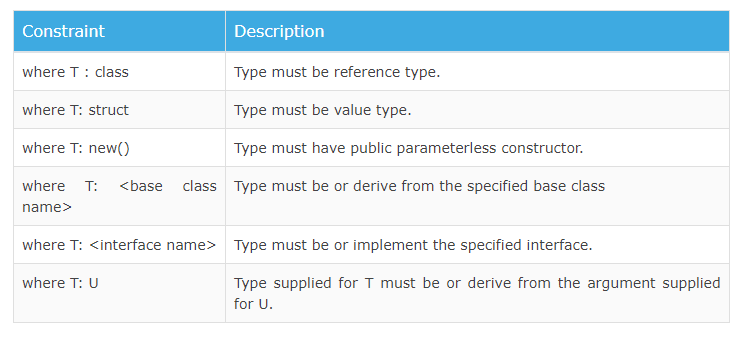 Constraint Description
where T : class Type must be reference type.
where T: struct Type must be value type.
where T: new() Type must have public parameterless constructor.
where T: <base class Type must be or derive from the specified base class
name>
where T: <interface name> Type must be or implement the specified interface.
where T: U Type supplied for T must be or derive from the argument supplied
for U.